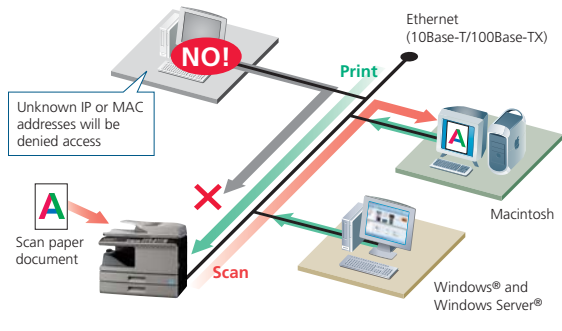 Ethernet
(10Base-T/100Base-TX)
NO!
Print
Unknown IP or MAC
addresses will be
denied access
A
A
Macintosh
Scan paper
document
Scan
Windows® and
Windows Server®